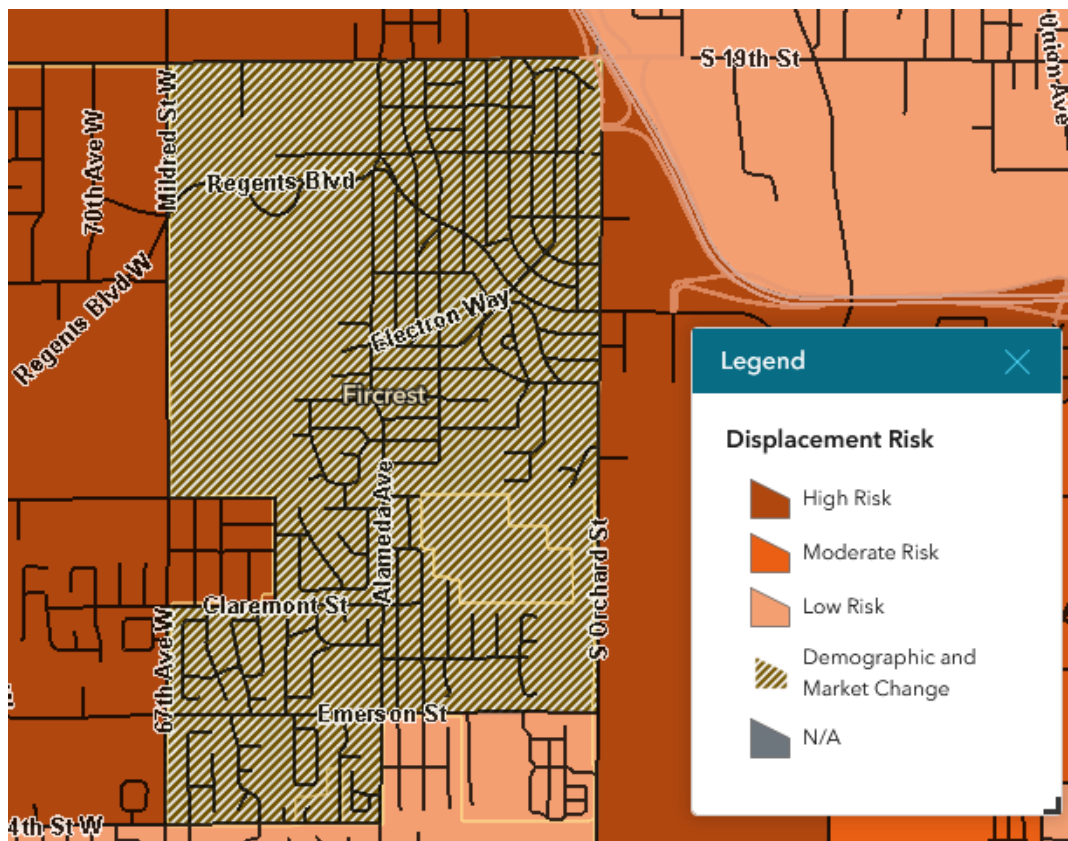 S 19th St
Union Ave
Mildred St W
70th Ave W
Regents Blvd
Regents Blvd W
Electron Way
Fircrest
Alameda Ave
S Orchard St
Claremont St
67th Ave W
Emerson St
4th St W
Legend
Displacement Risk
High Risk
Moderate Risk
Low Risk
Demographic and
Market Change
N/A